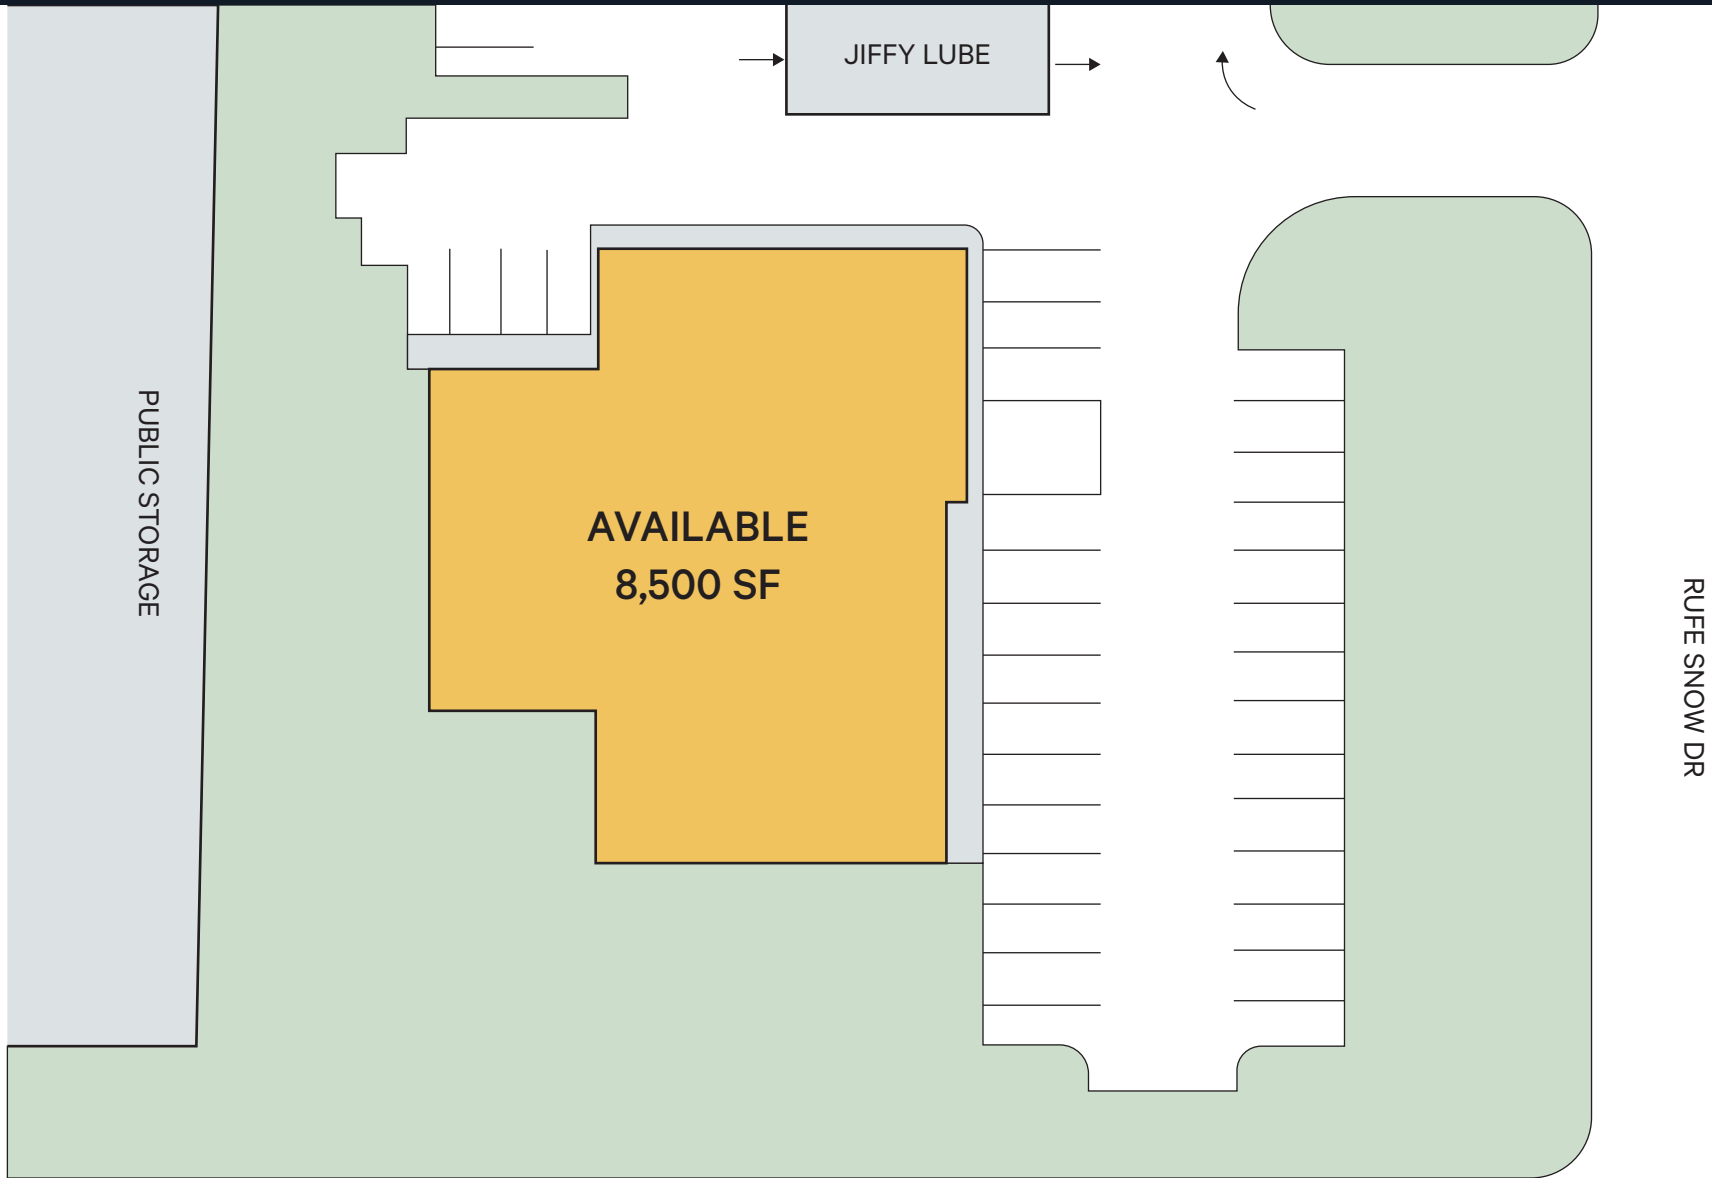 JIFFY LUBE
PUBLIC STORAGE
AVAILABLE
8,500 SF
RUFE SNOW DR